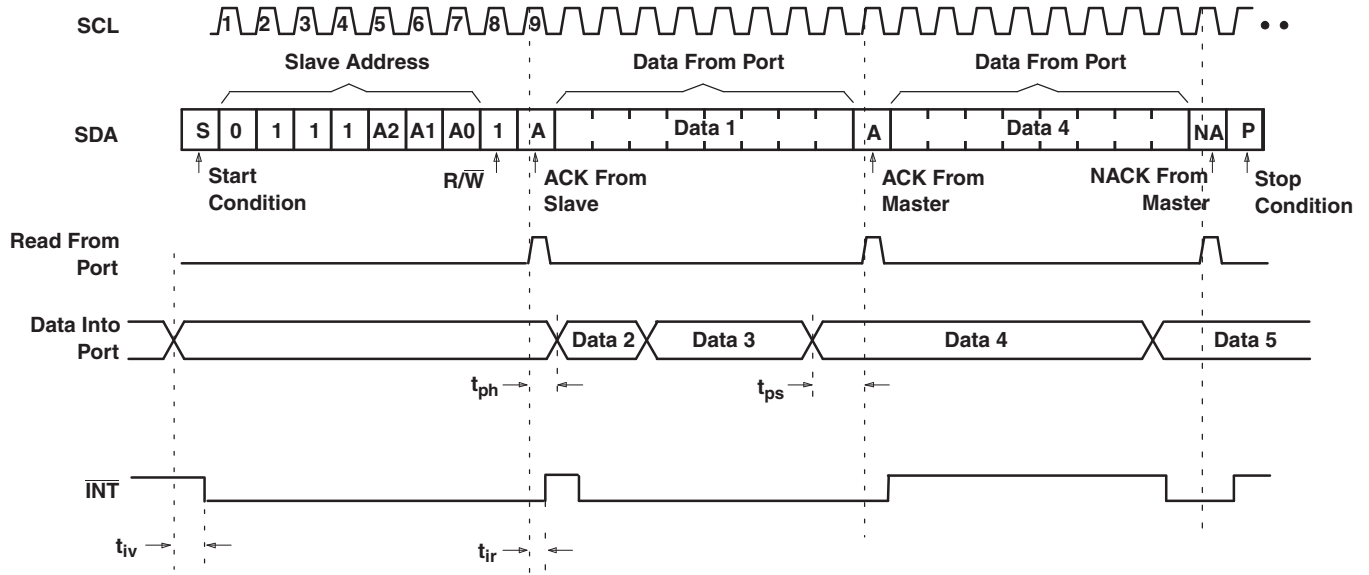 SCL
1 2 3 4 5 6 7 8 9
Slave Address
Data From Port
Data From Port
SDA
S 0 1 1 1 A2 A1 A0 1 A Data 1 A Data 4 NA P
Start
Condition
R/W̅
ACK From
Slave
ACK From
Master
NACK From
Master
Stop
Condition
Read From
Port
Data Into
Port
Data 2 Data 3 Data 4 Data 5
tph
tps
I̅N̅T̅
tiv
tir